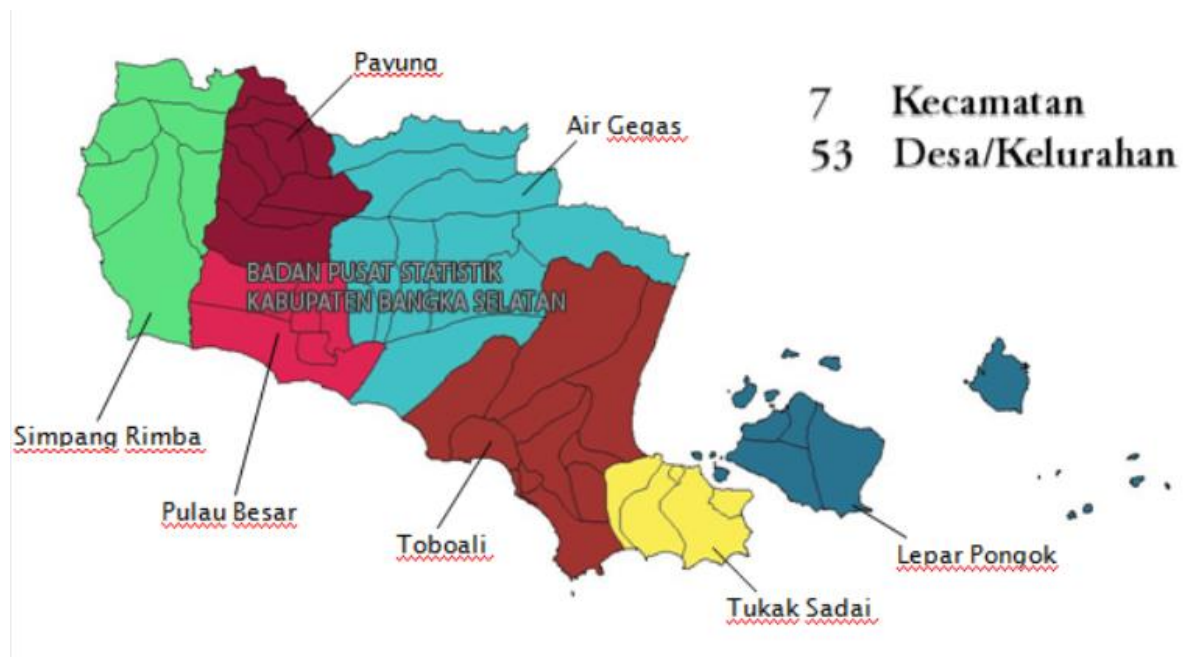 Payung
Air Gegas
7 Kecamatan
53 Desa/Kelurahan
BADAN PUSAT STATISTIK
KABUPATEN BANGKA SELATAN
Simpang Rimba
Pulau Besar
Toboali
Lepar Pongok
Tukak Sadai